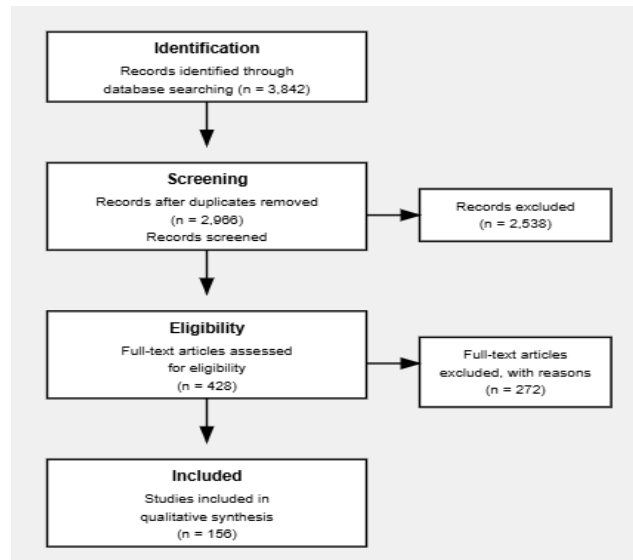 Identification
Records identified through
database searching (n = 3,842)
Screening
Records after duplicates removed
(n = 2,966)
Records screened
Records excluded
(n = 2,538)
Eligibility
Full-text articles assessed
for eligibility
(n = 428)
Full-text articles
excluded, with reasons
(n = 272)
Included
Studies included in
qualitative synthesis
(n = 156)